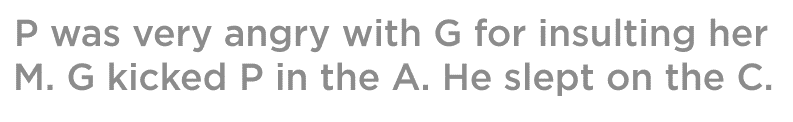 P was very angry with G for insulting her
M. G kicked P in the A. He slept on the C.